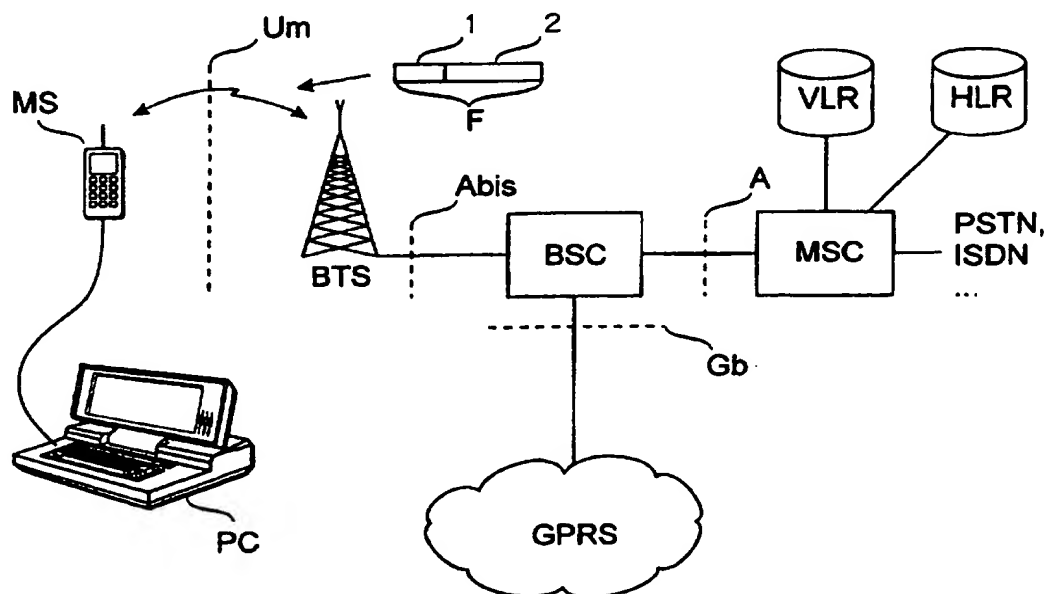 Um
1 2
MS
F
VLR
HLR
Abis
A
BTS
BSC
MSC
PSTN,
ISDN
...
Gb
PC
GPRS